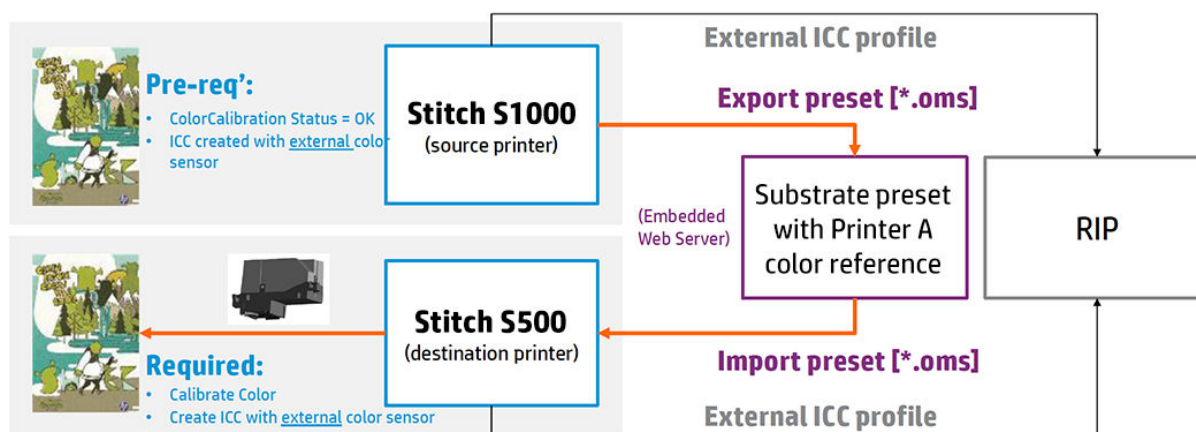 External ICC profile
Pre-req’:
• ColorCalibration Status = OK
• ICC created with external color
sensor
Stitch S1000
(source printer)
Export preset [*.oms]
(Embedded
Web Server)
Substrate preset
with Printer A
color reference
RIP
Stitch S500
(destination printer)
Import preset [*.oms]
Required:
• Calibrate Color
• Create ICC with external color sensor
External ICC profile